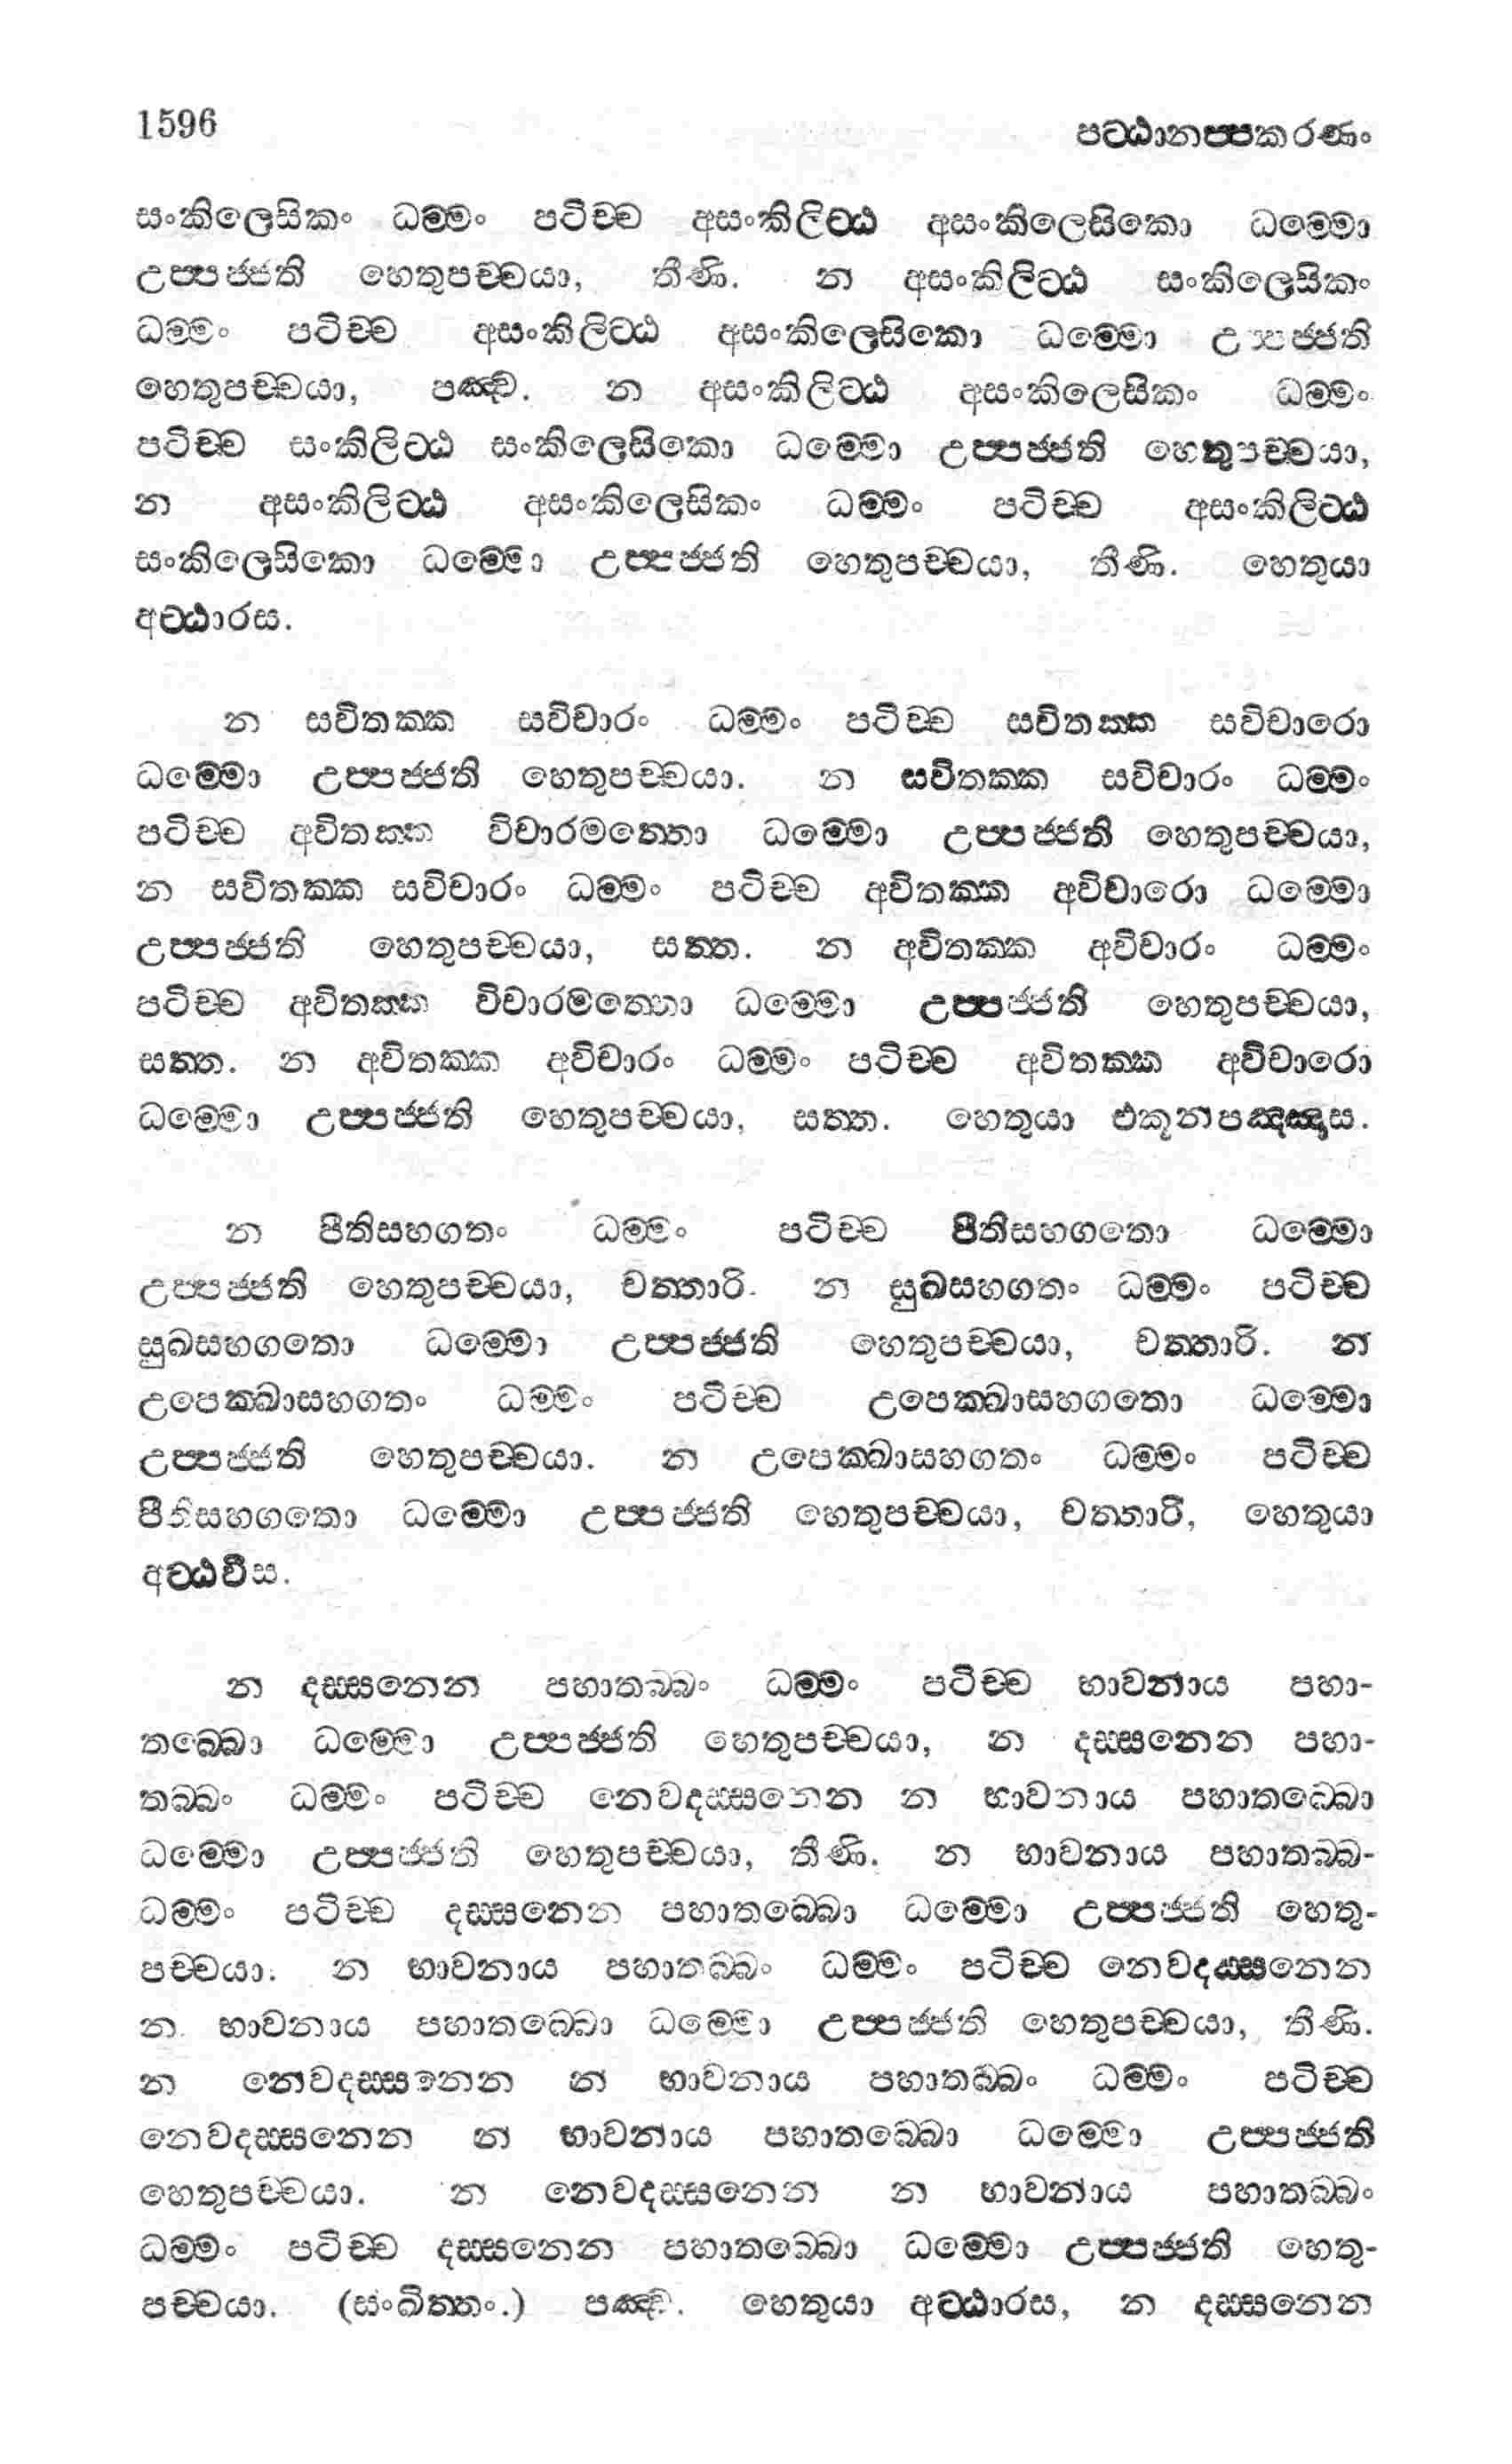 1596
පට්ඨානප්පකරණං
සංකිලෙසිකං ධම්මං පටිච්ච අසංකිලිට්ඨ අසංකිලෙසිකො ධම්මො
උප්පජ්ජති හෙතුපච්චයා, තීණි. න අසංකිලිට්ඨ සංකිලෙසිකං
ධම්මං පටිච්ච අසංකිලිට්ඨ අසංකිලෙසිකො ධම්මො උප්පජ්ජති
හෙතුපච්චයා, පඤ්ච. න අසංකිලිට්ඨ අසංකිලෙසිකං ධම්මං
පටිච්ච සංකිලිට්ඨ සංකිලෙසිකො ධම්මො උප්පජ්ජති හෙතුපච්චයා,
න අසංකිලිට්ඨ අසංකිලෙසිකං ධම්මං පටිච්ච අසංකිලිට්ඨ
සංකිලෙසිකො ධම්මො උප්පජ්ජති හෙතුපච්චයා, තීණි. හෙතුයා
අට්ඨාරස.
න සවිතක්ක සවිචාරං ධම්මං පටිච්ච සවිතක්ක සවිචාරො
ධම්මො උප්පජ්ජති හෙතුපච්චයා. න සවිතක්ක සවිචාරං ධම්මං
පටිච්ච අවිතක්ක විචාරමත්තො ධම්මො උප්පජ්ජති හෙතුපච්චයා,
න සවිතක්ක සවිචාරං ධම්මං පටිච්ච අවිතක්ක අවිචාරො ධම්මො
උප්පජ්ජති හෙතුපච්චයා, සත්ත. න අවිතක්ක අවිචාරං ධම්මං
පටිච්ච අවිතක්ක විචාරමත්තො ධම්මො උප්පජ්ජති හෙතුපච්චයා,
සත්ත. න අවිතක්ක අවිචාරං ධම්මං පටිච්ච අවිතක්ක අවිචාරො
ධම්මො උප්පජ්ජති හෙතුපච්චයා, සත්ත. හෙතුයා එකූනපඤ්ඤාස.
න පීතිසහගතං ධම්මං පටිච්ච පීතිසහගතො ධම්මො
උප්පජ්ජති හෙතුපච්චයා, චත්තාරි. න සුඛසහගතං ධම්මං පටිච්ච
සුඛසහගතො ධම්මො උප්පජ්ජති හෙතුපච්චයා, චත්තාරි. න
උපෙක්ඛාසහගතං ධම්මං පටිච්ච උපෙක්ඛාසහගතො ධම්මො
උප්පජ්ජති හෙතුපච්චයා. න උපෙක්ඛාසහගතං ධම්මං පටිච්ච
පීතිසහගතො ධම්මො උප්පජ්ජති හෙතුපච්චයා, චත්තාරි, හෙතුයා
අට්ඨවීස.
න දස්සනෙන පහාතබ්බං ධම්මං පටිච්ච භාවනාය පහා-
තබ්බො ධම්මො උප්පජ්ජති හෙතුපච්චයා, න දස්සනෙන පහා-
තබ්බං ධම්මං පටිච්ච නෙවදස්සනෙන න භාවනාය පහාතබ්බො
ධම්මො උප්පජ්ජති හෙතුපච්චයා, තීණි. න භාවනාය පහාතබ්බ-
ධම්මං පටිච්ච දස්සනෙන පහාතබ්බො ධම්මො උප්පජ්ජති හෙතු-
පච්චයා. න භාවනාය පහාතබ්බං ධම්මං පටිච්ච නෙවදස්සනෙන
න භාවනාය පහාතබ්බො ධම්මො උප්පජ්ජති හෙතුපච්චයා, තීණි.
න නෙවදස්සනෙන න භාවනාය පහාතබ්බං ධම්මං පටිච්ච
නෙවදස්සනෙන න භාවනාය පහාතබ්බො ධම්මො උප්පජ්ජති
හෙතුපච්චයා. න නෙවදස්සනෙන න භාවනාය පහාතබ්බං
ධම්මං පටිච්ච දස්සනෙන පහාතබ්බො ධම්මො උප්පජ්ජති හෙතු-
පච්චයා. (සංඛිත්තං.) පඤ්ච. හෙතුයා අට්ඨාරස, න දස්සනෙන